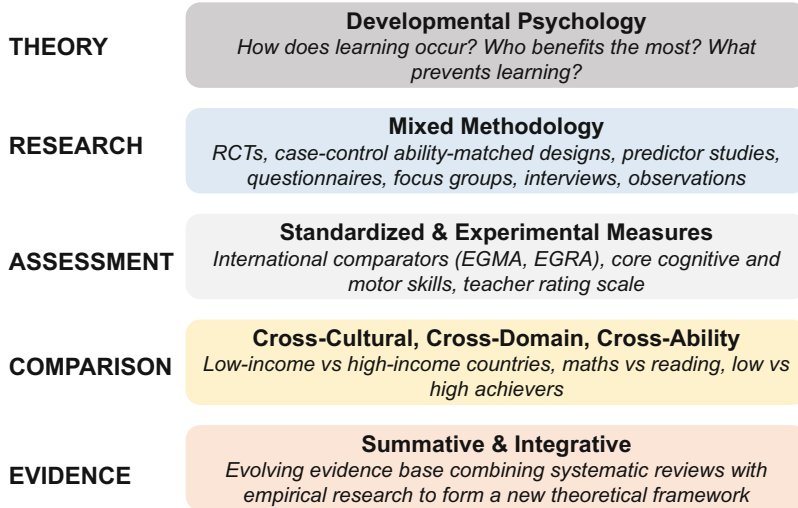 THEORY
Developmental Psychology
How does learning occur? Who benefits the most? What
prevents learning?
RESEARCH
Mixed Methodology
RCTs, case-control ability-matched designs, predictor studies,
questionnaires, focus groups, interviews, observations
ASSESSMENT
Standardized & Experimental Measures
International comparators (EGMA, EGRA), core cognitive and
motor skills, teacher rating scale
COMPARISON
Cross-Cultural, Cross-Domain, Cross-Ability
Low-income vs high-income countries, maths vs reading, low vs
high achievers
EVIDENCE
Summative & Integrative
Evolving evidence base combining systematic reviews with
empirical research to form a new theoretical framework